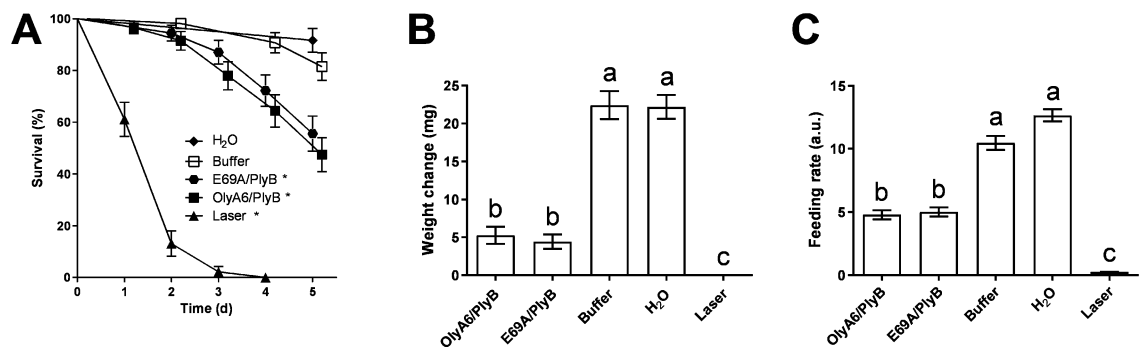 A
Survival (%)
100
80
60
40
20
0
H₂O
Buffer
E69A/PlyB *
OlyA6/PlyB *
Laser *
0 1 2 3 4 5
Time (d)
B
Weight change (mg)
25
20
15
10
5
0
b b a a c
OlyA6/PlyB
E69A/PlyB
Buffer
H₂O
Laser
C
Feeding rate (a.u.)
15
10
5
0
b b a a c
OlyA6/PlyB
E69A/PlyB
Buffer
H₂O
Laser